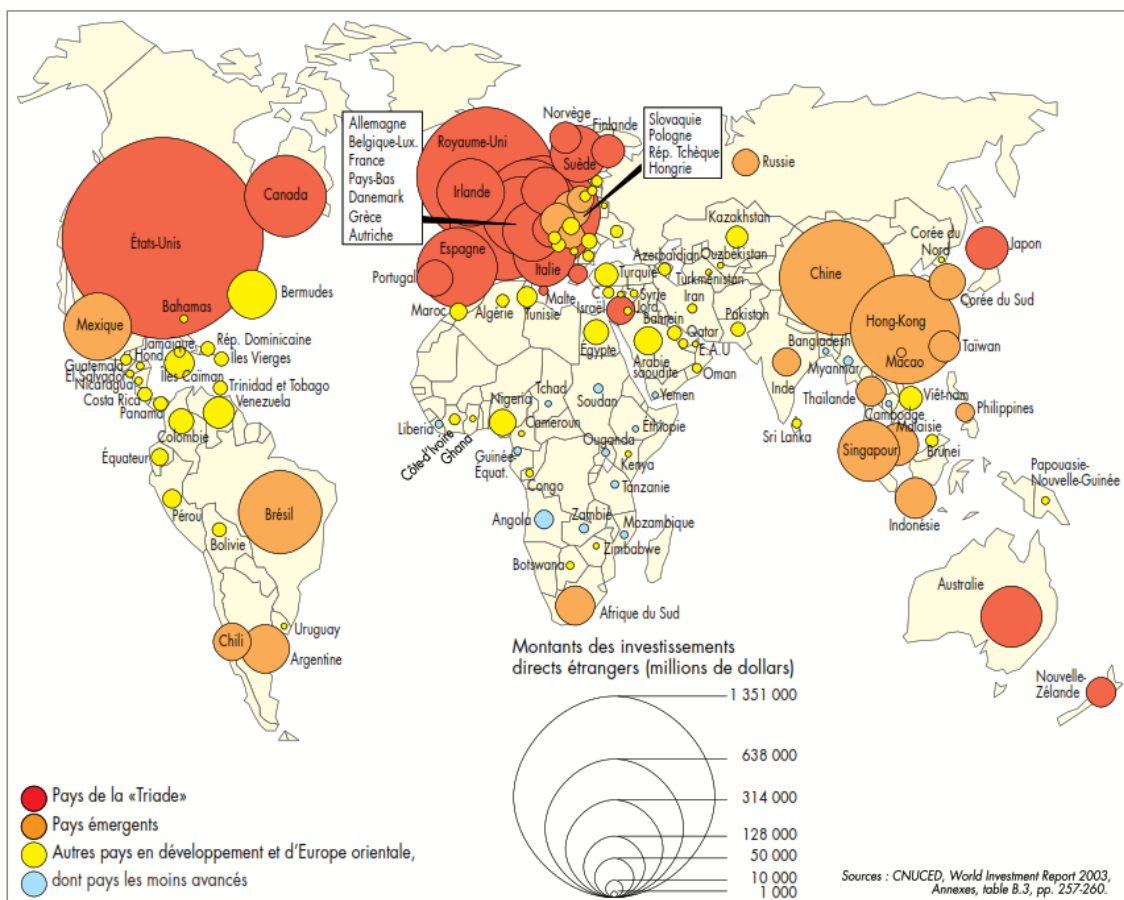 Allemagne
Belgique-Lux.
France
Pays-Bas
Danemark
Grèce
Autriche
Slovaquie
Pologne
Rép. Tchèque
Hongrie
Norvège
Finlande
Royaume-Uni
Suède
Irlande
Russie
Canada
États-Unis
Espagne
Portugal
Italie
Malte
Bermudes
Bahamas
Mexique
Kazakhstan
Corée du
Nord
Japon
Azerbaïdjan
Ouzbékistan
Turquie
Turkménistan
Chine
Corée du Sud
C.
L.
Syrie
Israël
Jord.
Iran
Maroc
Algérie
Tunisie
Bahreïn
Qatar
Pakistan
Hong-Kong
Égypte
Arabie
saoudite
E.A.U
Oman
Bangladesh
Myanmar
Macao
Taïwan
Jamaïque
Rép. Dominicaine
Hond.
Îles Vierges
Guatemala
El Salvador
Îles Caïman
Nicaragua
Trinidad et Tobago
Costa Rica
Venezuela
Panama
Colombie
Équateur
Tchad
Soudan
Yemen
Inde
Thaïlande
Viêt-nam
Cambodge
Philippines
Nigeria
Liberia
Cameroun
Éthiopie
Côte-d'Ivoire
Ghana
Ouganda
Guinée-
Équat.
Kenya
Sri Lanka
Malaisie
Singapour
Brunei
Congo
Tanzanie
Papouasie-
Nouvelle-Guinée
Indonésie
Pérou
Brésil
Bolivie
Angola
Zambie
Mozambique
Zimbabwe
Botswana
Australie
Afrique du Sud
Chili
Uruguay
Argentine
Nouvelle-
Zélande
Montants des investissements
directs étrangers (millions de dollars)
1 351 000
638 000
314 000
128 000
50 000
10 000
1 000
Pays de la «Triade»
Pays émergents
Autres pays en développement et d'Europe orientale,
dont pays les moins avancés
Sources : CNUCED, World Investment Report 2003,
Annexes, table B.3, pp. 257-260.